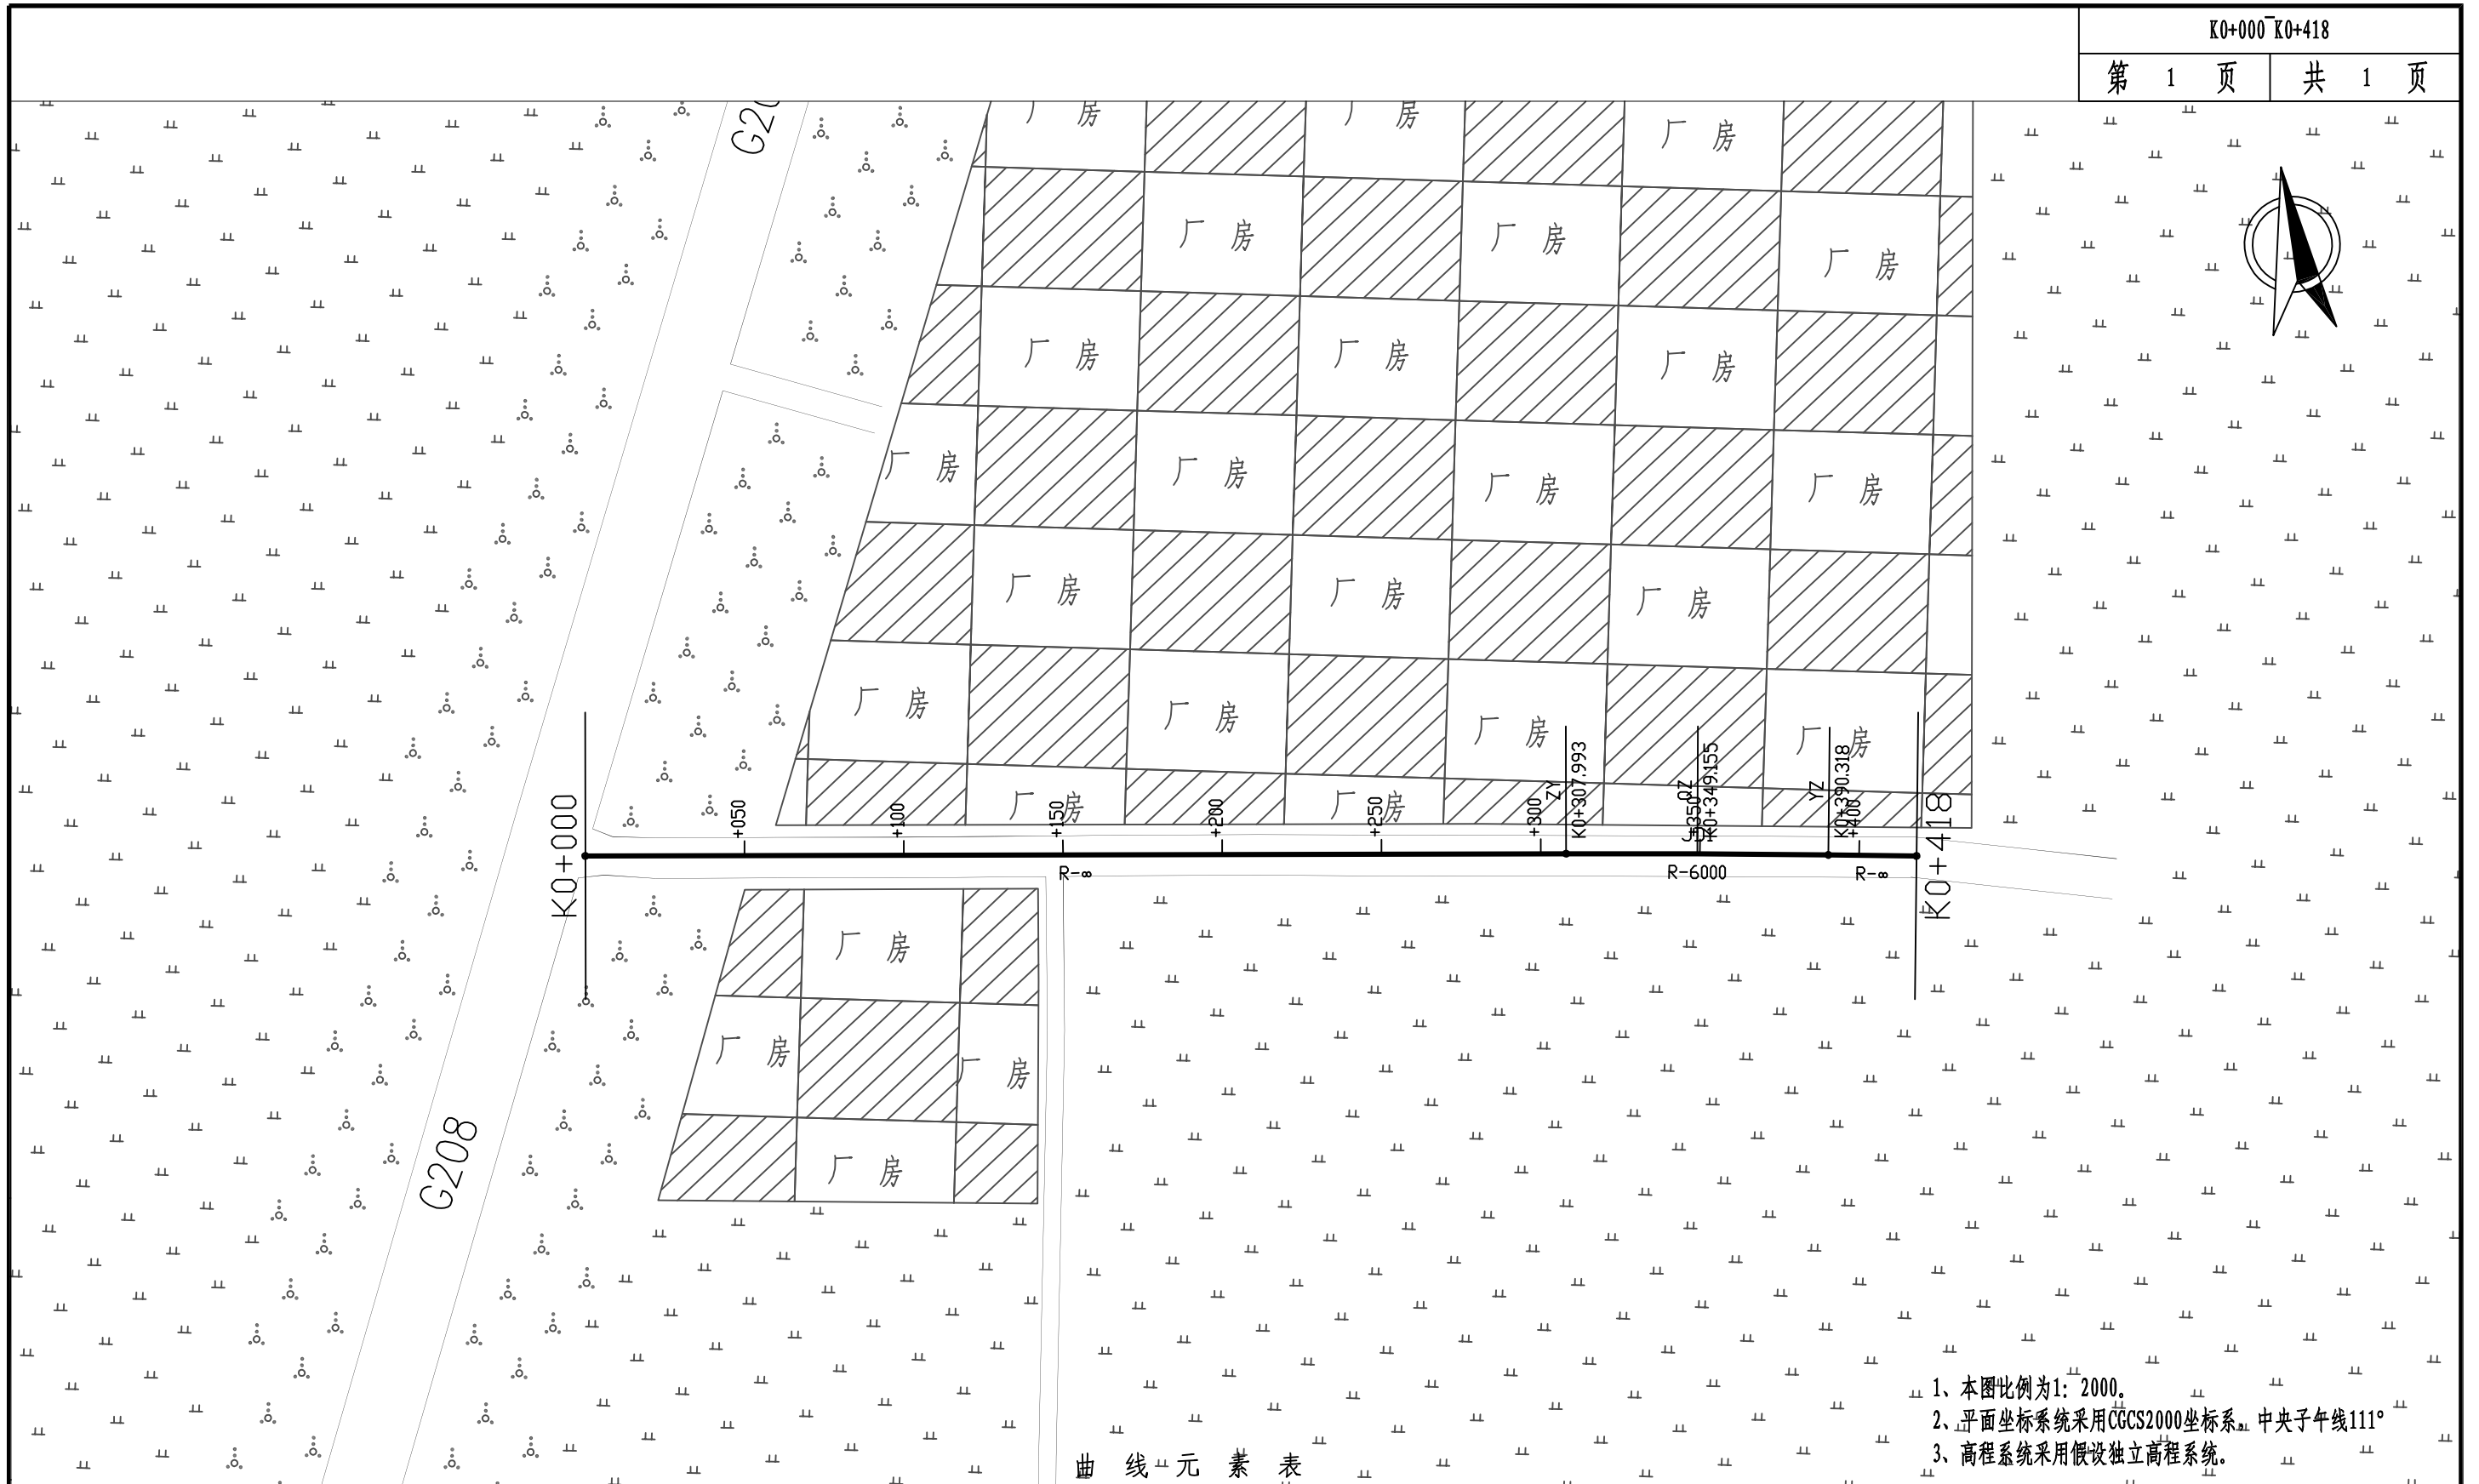 K0+000~K0+418
第 1 页 共 1 页
G20
厂 房 厂 房 厂 房
厂 房 厂 房 厂 房
厂 房 厂 房 厂 房
厂 房 厂 房 厂 房 厂 房
厂 房 厂 房 厂 房
厂 房 厂 房 厂 房 厂 房
厂 房 厂 房
K0+000
+050
+100
+150
+200
+250
+300
ZY
K0+307.993
QZ
K0+349.155
+350
YZ
K0+390.318
+400
K0+418
R-∞
R-6000
R-∞
厂 房
厂 房 厂 房
厂 房
G208
1、本图比例为1：2000。
2、平面坐标系统采用CGCS2000坐标系。中央子午线111°
3、高程系统采用假设独立高程系统。
曲 线 元 素 表